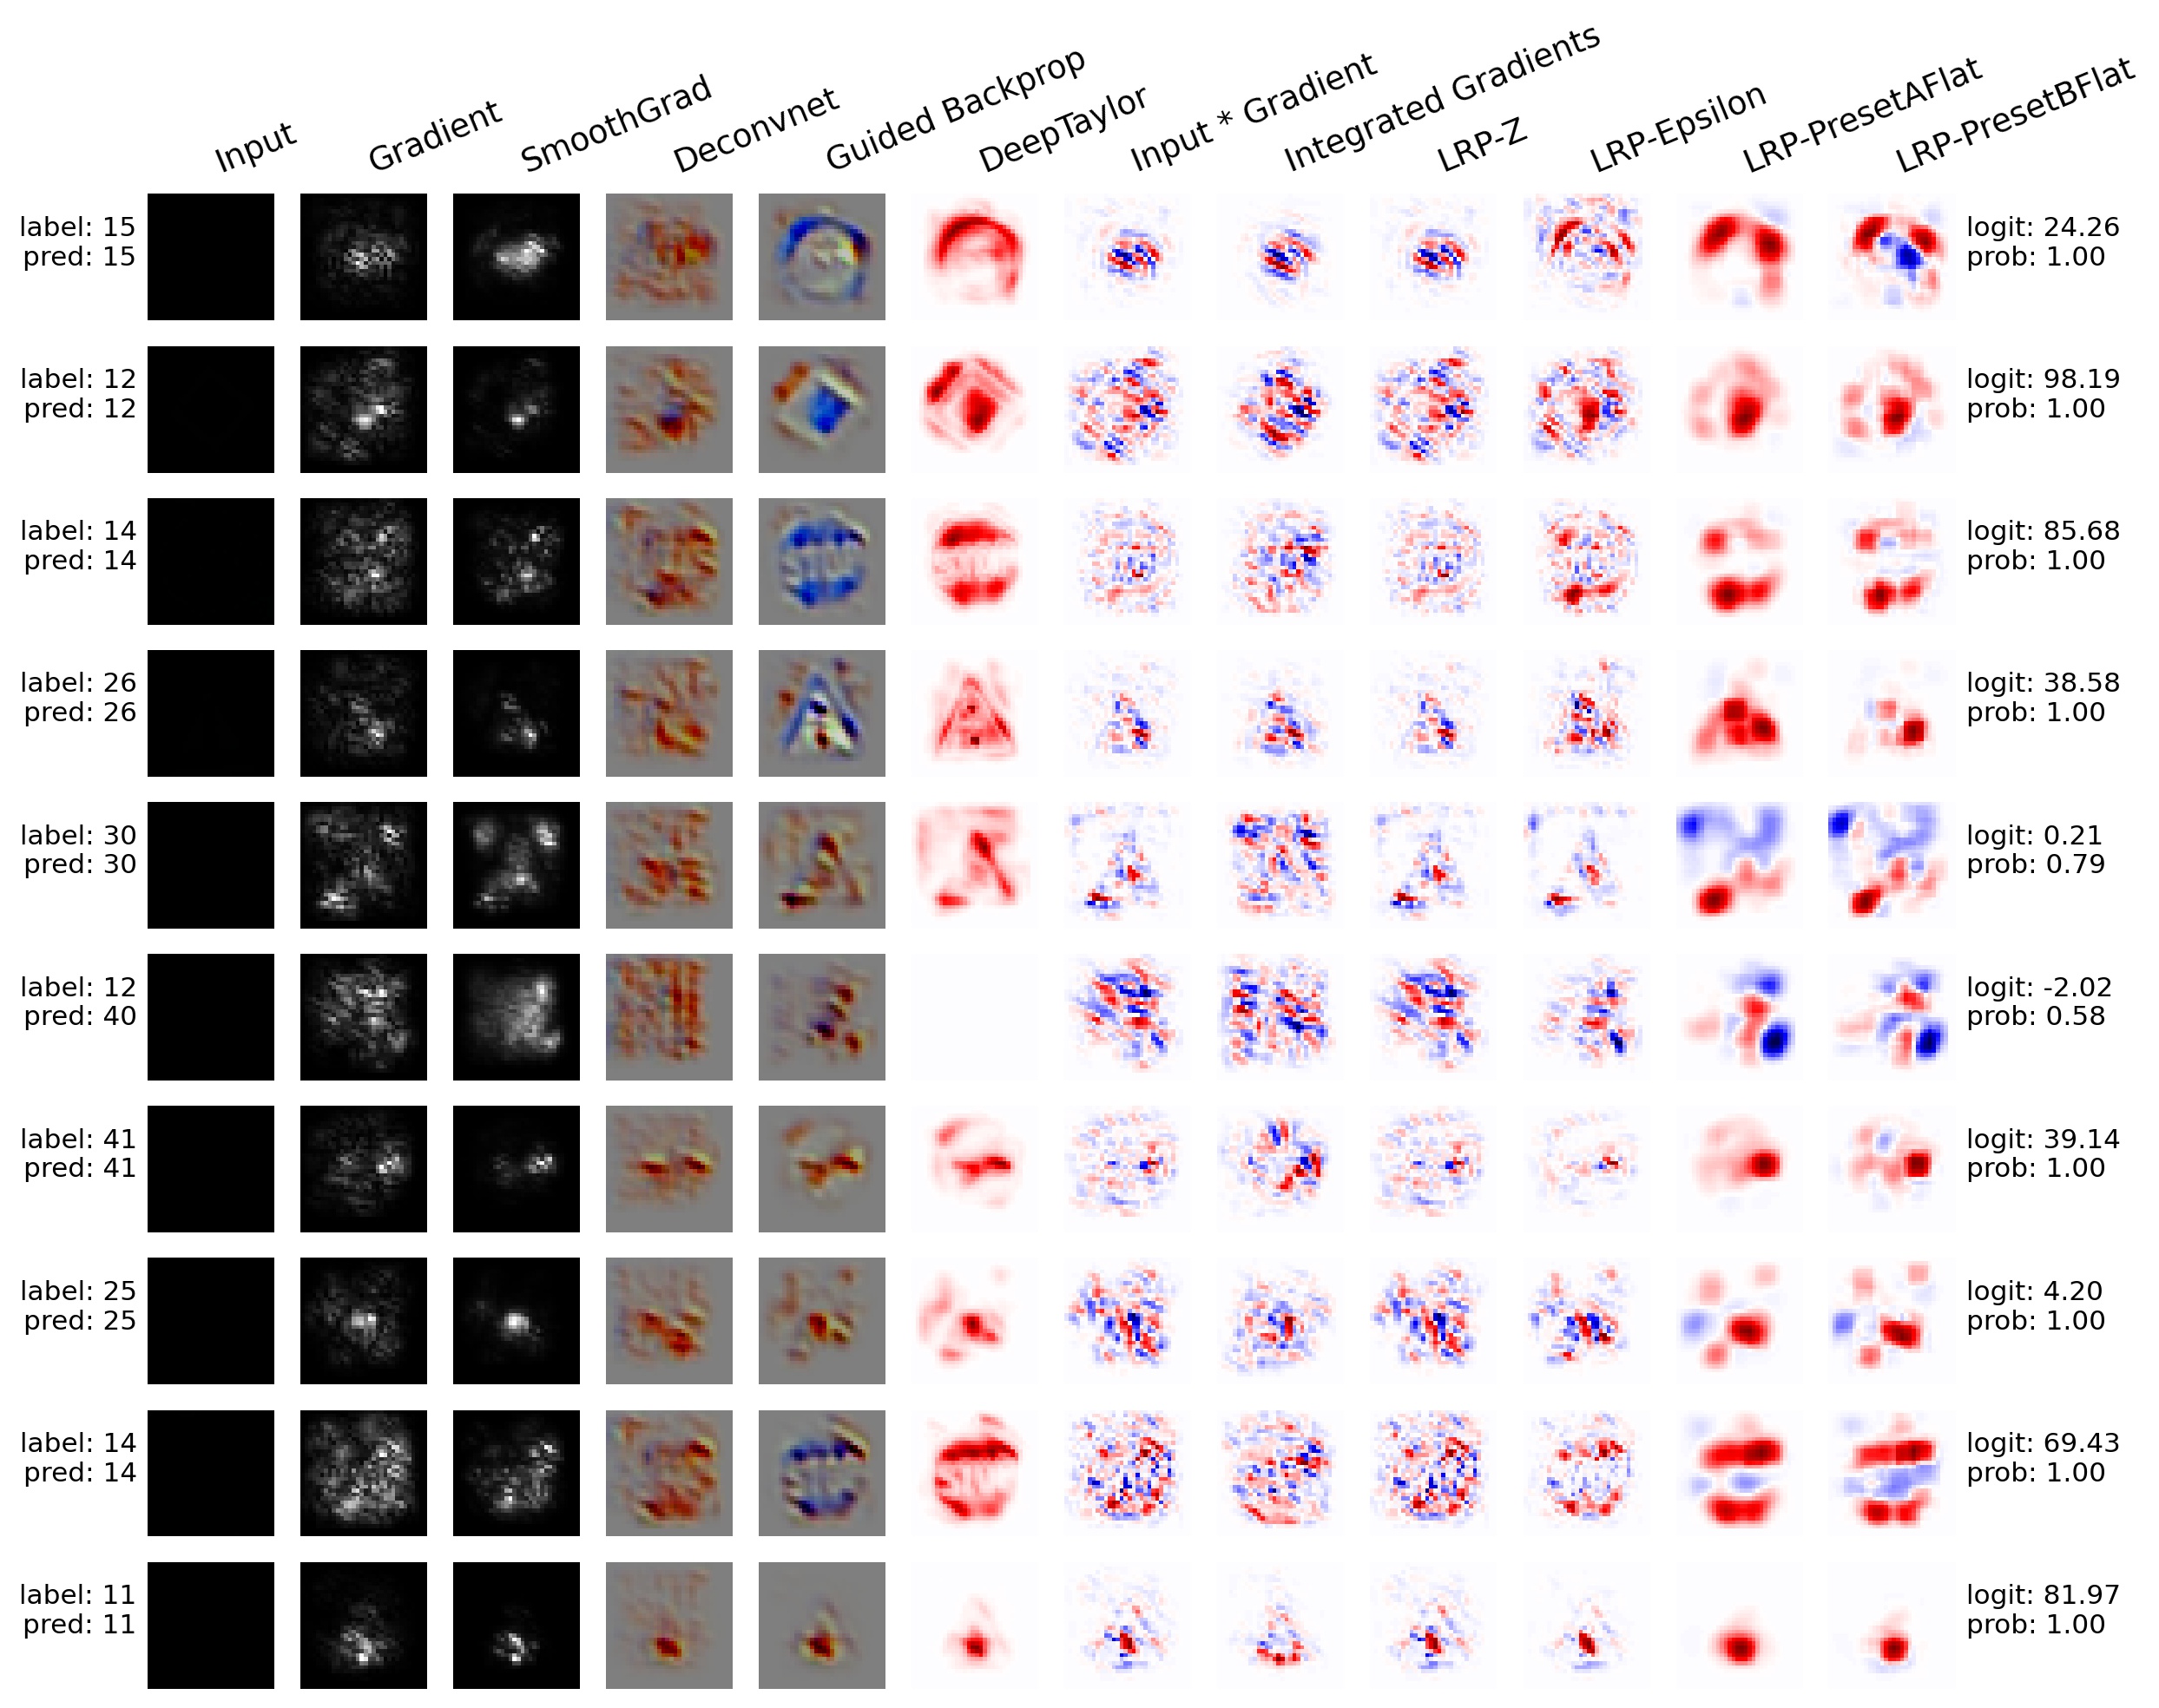 Input
Gradient
SmoothGrad
Deconvnet
Guided Backprop
DeepTaylor
Input * Gradient
Integrated Gradients
LRP-Z
LRP-Epsilon
LRP-PresetAFlat
LRP-PresetBFlat
label: 15
pred: 15
logit: 24.26
prob: 1.00
label: 12
pred: 12
logit: 98.19
prob: 1.00
label: 14
pred: 14
logit: 85.68
prob: 1.00
label: 26
pred: 26
logit: 38.58
prob: 1.00
label: 30
pred: 30
logit: 0.21
prob: 0.79
label: 12
pred: 40
logit: -2.02
prob: 0.58
label: 41
pred: 41
logit: 39.14
prob: 1.00
label: 25
pred: 25
logit: 4.20
prob: 1.00
label: 14
pred: 14
logit: 69.43
prob: 1.00
label: 11
pred: 11
logit: 81.97
prob: 1.00